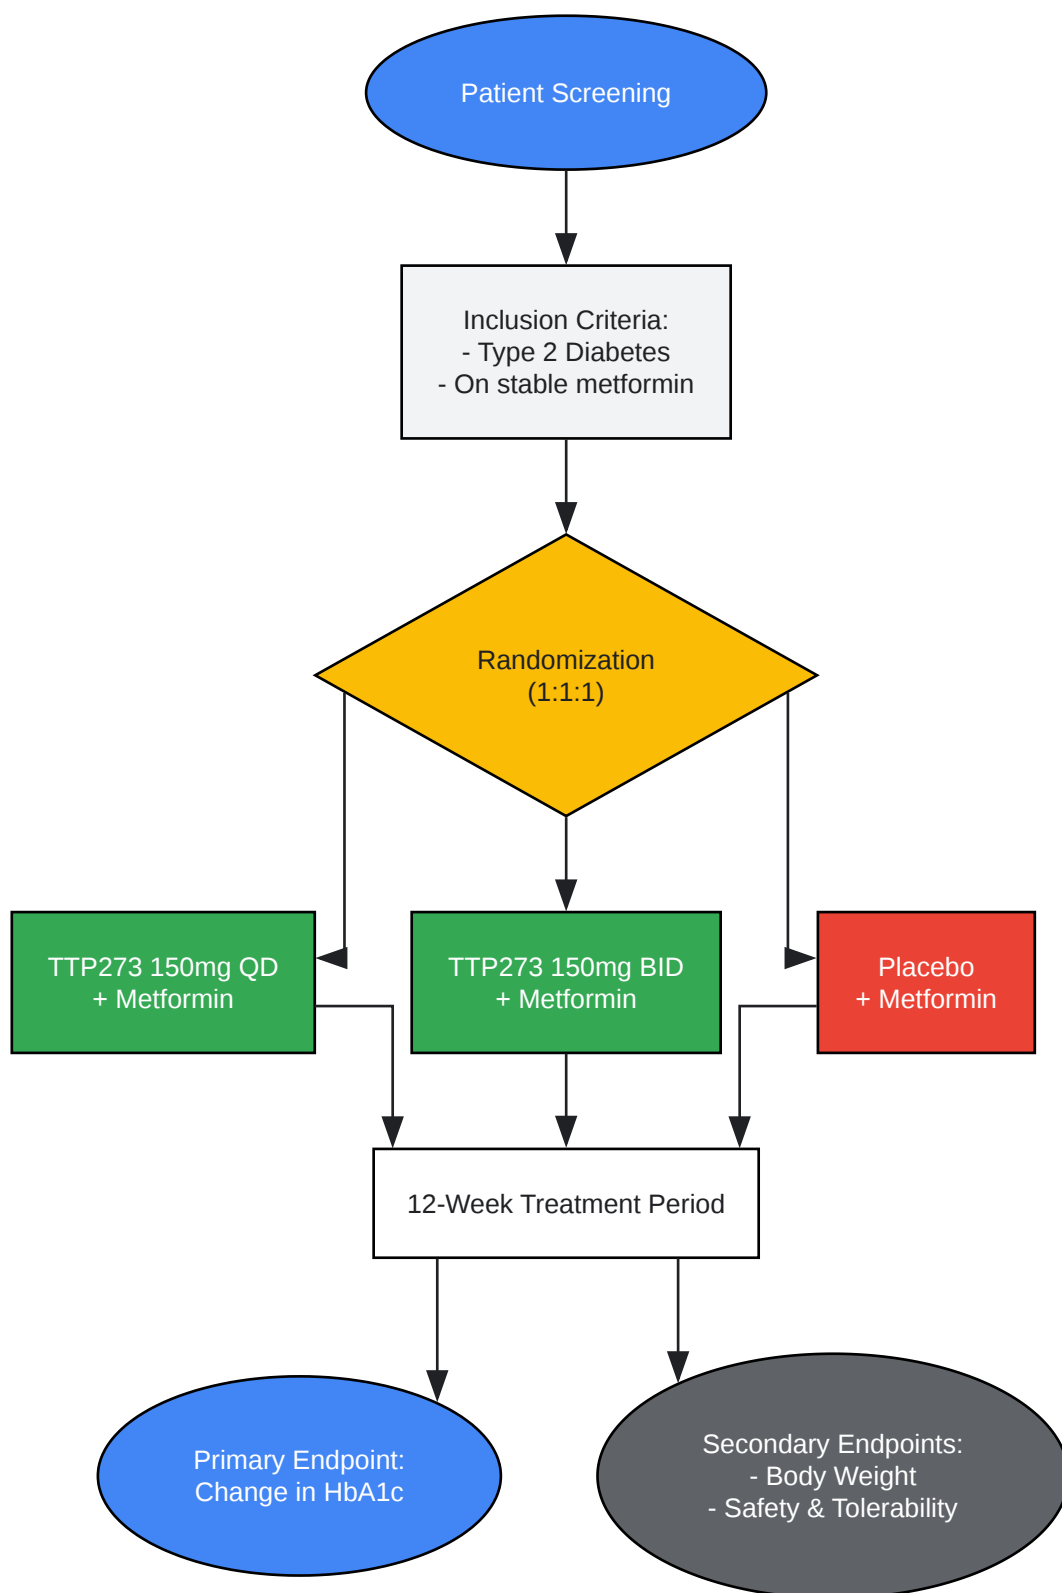 Patient Screening
Inclusion Criteria:
- Type 2 Diabetes
- On stable metformin
Randomization
(1:1:1)
TTP273 150mg QD
+ Metformin
TTP273 150mg BID
+ Metformin
Placebo
+ Metformin
12-Week Treatment Period
Primary Endpoint:
Change in HbA1c
Secondary Endpoints:
- Body Weight
- Safety & Tolerability